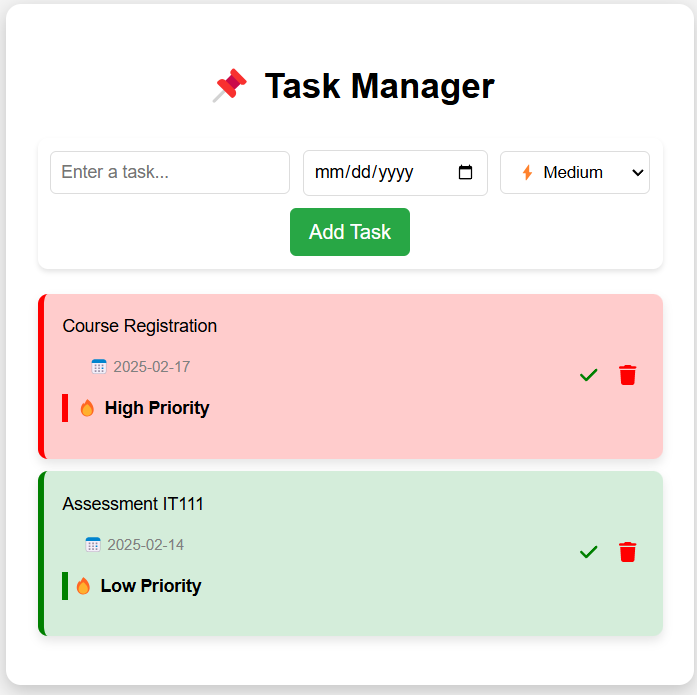 Task Manager
Enter a task...
mm/dd/yyyy
Medium
Add Task
Course Registration
2025-02-17
High Priority
Assessment IT111
2025-02-14
Low Priority